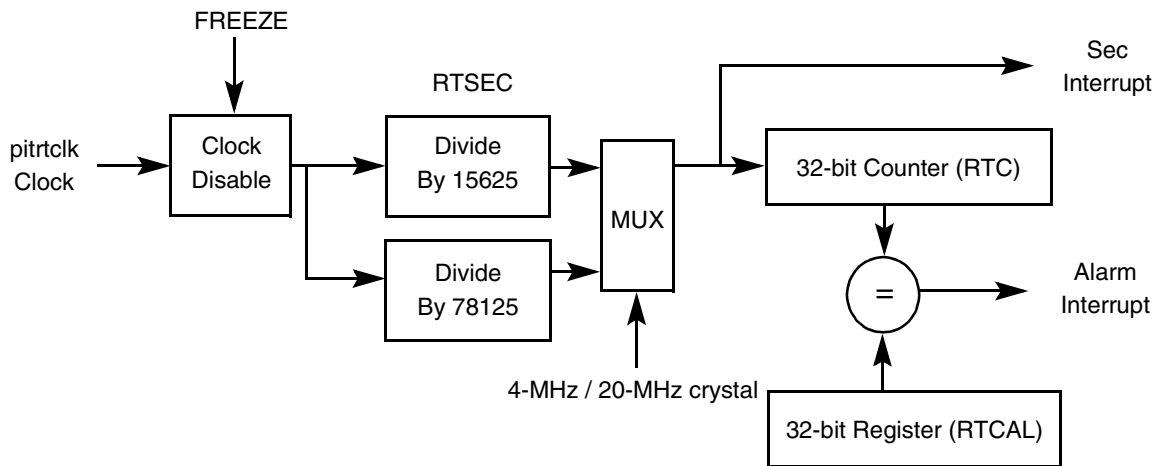 FREEZE
Sec
Interrupt
RTSEC
pitrtclk
Clock
Clock
Disable
Divide
By 15625
MUX
32-bit Counter (RTC)
Divide
By 78125
=
Alarm
Interrupt
4-MHz / 20-MHz crystal
32-bit Register (RTCAL)